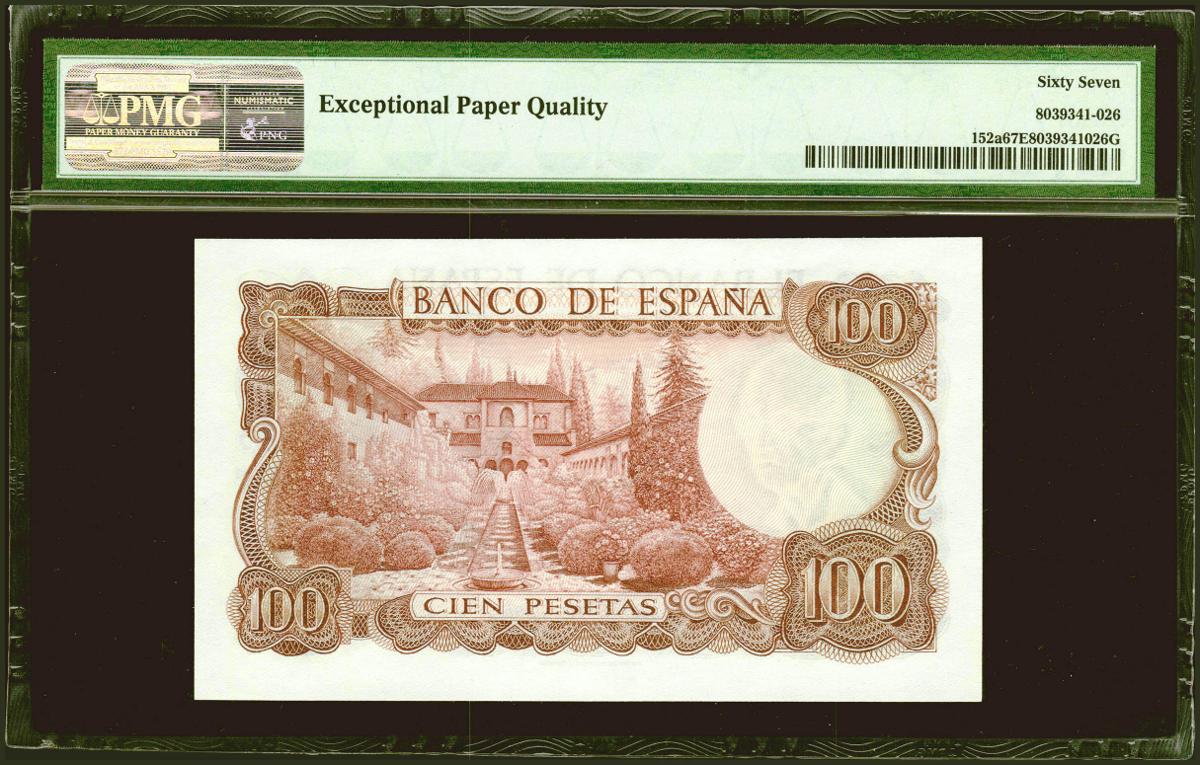 PMG
PAPER MONEY GUARANTY
NUMISMATIC
PNG
Exceptional Paper Quality
Sixty Seven
8039341-026
152a67E8039341026G
BANCO DE ESPAÑA
100
100
100
CIEN PESETAS